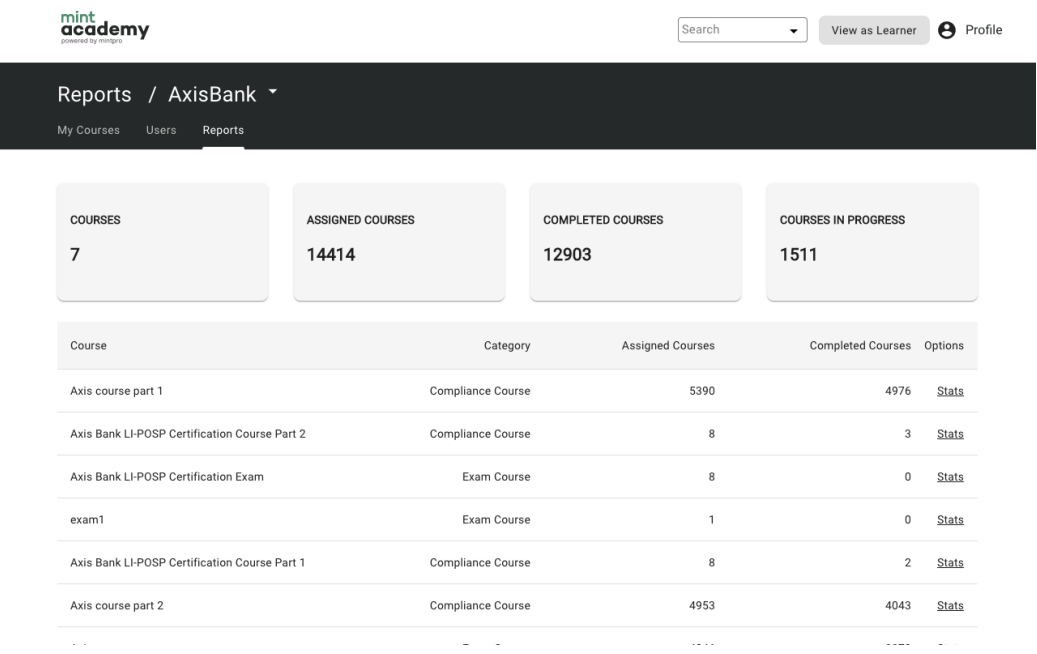 mint
academy
powered by mintpro
Search
View as Learner
Profile
Reports / AxisBank
My Courses Users Reports
COURSES
7
ASSIGNED COURSES
14414
COMPLETED COURSES
12903
COURSES IN PROGRESS
1511
Course Category Assigned Courses Completed Courses Options
Axis course part 1 Compliance Course 5390 4976 Stats
Axis Bank LI-POSP Certification Course Part 2 Compliance Course 8 3 Stats
Axis Bank LI-POSP Certification Exam Exam Course 8 0 Stats
exam1 Exam Course 1 0 Stats
Axis Bank LI-POSP Certification Course Part 1 Compliance Course 8 2 Stats
Axis course part 2 Compliance Course 4953 4043 Stats